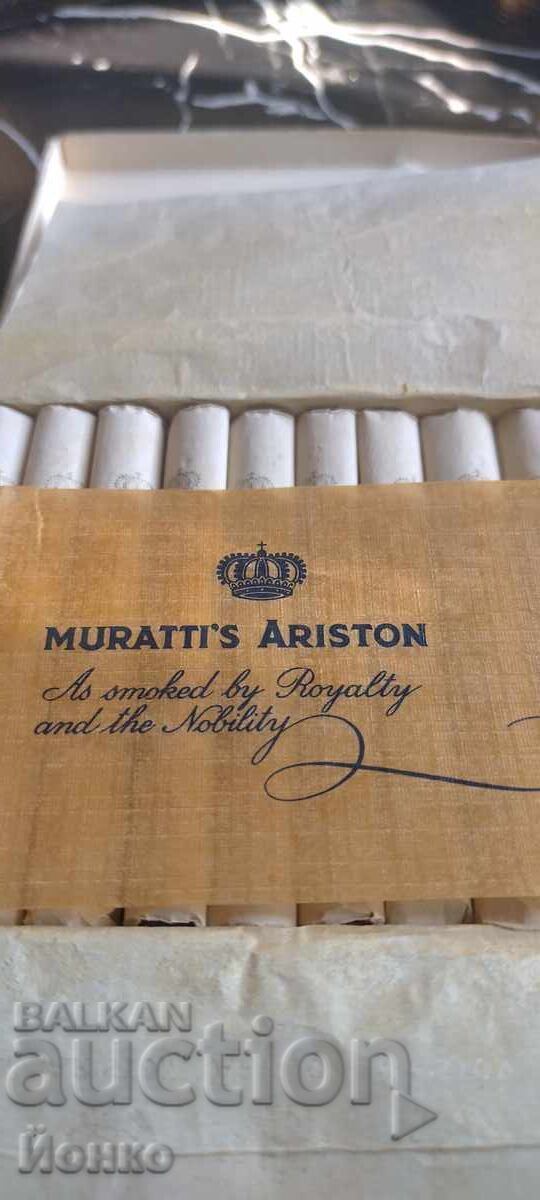 MURATTI'S ARISTON
As smoked by Royalty
and the Nobility
BALKAN
auction
Йонко